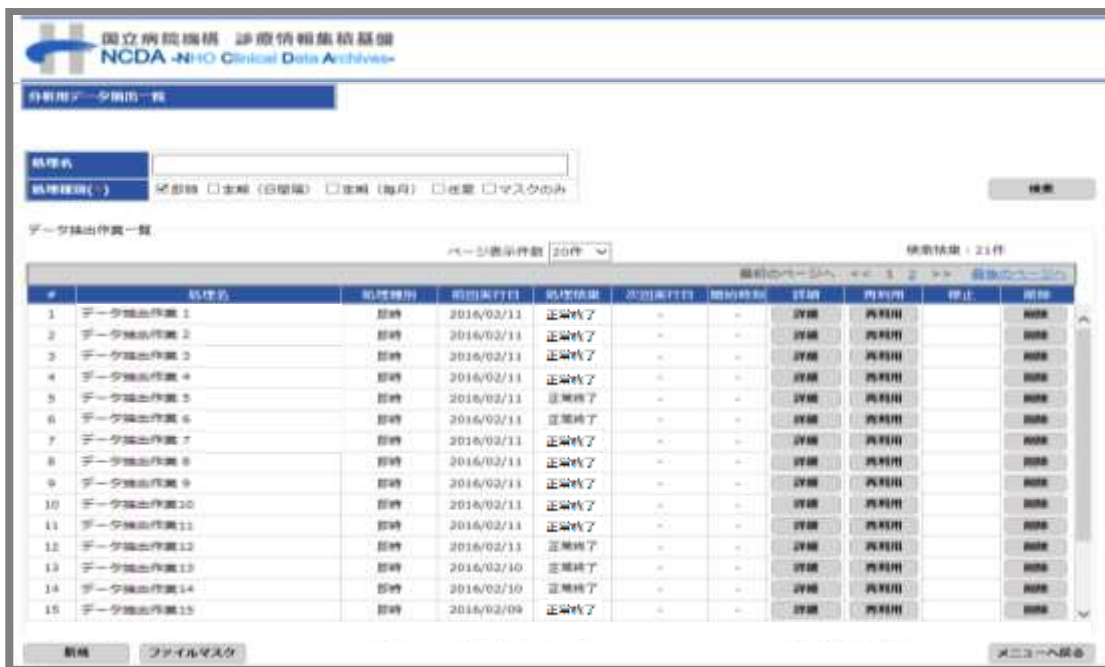 国立病院機構 診療情報集積基盤
NCDA -NHO Clinical Data Archives-
分析用データ抽出一覧
処理名
処理種別(*)
即時 定期（日間隔） 定期（毎月） 任意 マスクのみ
検索
データ抽出作業一覧
ページ表示件数 20件 検索結果：21件
最初のページへ << 1 2 >> 最後のページへ
# 処理名 処理種別 前回実行日 処理結果 次回実行日 開始時刻 詳細 再利用 停止 削除
1 データ抽出作業 1 即時 2016/02/11 正常終了 - - 詳細 再利用 削除
2 データ抽出作業 2 即時 2016/02/11 正常終了 - - 詳細 再利用 削除
3 データ抽出作業 3 即時 2016/02/11 正常終了 - - 詳細 再利用 削除
4 データ抽出作業 4 即時 2016/02/11 正常終了 - - 詳細 再利用 削除
5 データ抽出作業 5 即時 2016/02/11 正常終了 - - 詳細 再利用 削除
6 データ抽出作業 6 即時 2016/02/11 正常終了 - - 詳細 再利用 削除
7 データ抽出作業 7 即時 2016/02/11 正常終了 - - 詳細 再利用 削除
8 データ抽出作業 8 即時 2016/02/11 正常終了 - - 詳細 再利用 削除
9 データ抽出作業 9 即時 2016/02/11 正常終了 - - 詳細 再利用 削除
10 データ抽出作業10 即時 2016/02/11 正常終了 - - 詳細 再利用 削除
11 データ抽出作業11 即時 2016/02/11 正常終了 - - 詳細 再利用 削除
12 データ抽出作業12 即時 2016/02/11 正常終了 - - 詳細 再利用 削除
13 データ抽出作業13 即時 2016/02/10 正常終了 - - 詳細 再利用 削除
14 データ抽出作業14 即時 2016/02/10 正常終了 - - 詳細 再利用 削除
15 データ抽出作業15 即時 2016/02/09 正常終了 - - 詳細 再利用 削除
新規 ファイルマスク メニューへ戻る